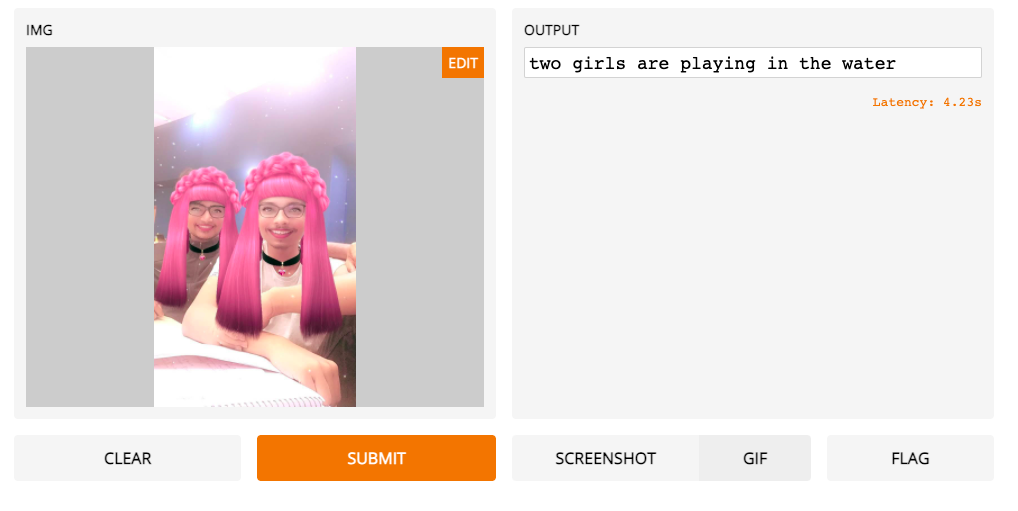 IMG
EDIT
OUTPUT
two girls are playing in the water
Latency: 4.23s
CLEAR
SUBMIT
SCREENSHOT
GIF
FLAG